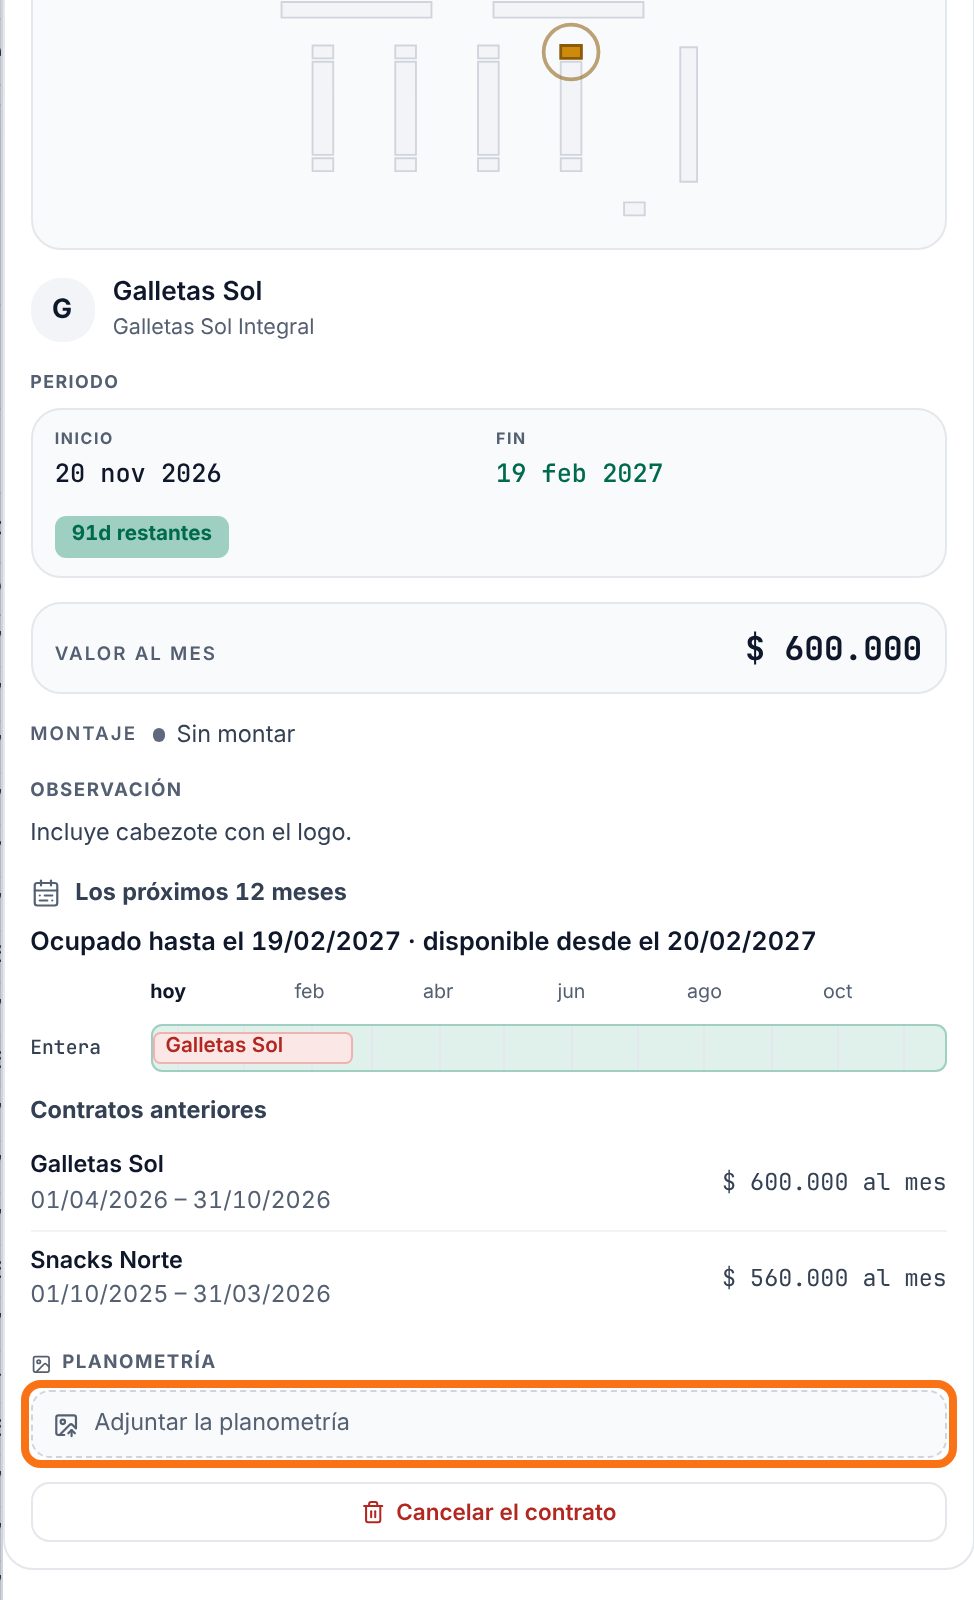 G
Galletas Sol
Galletas Sol Integral
PERIODO
INICIO
FIN
20 nov 2026
19 feb 2027
91d restantes
VALOR AL MES
$ 600.000
MONTAJE
Sin montar
OBSERVACIÓN
Incluye cabezote con el logo.
Los próximos 12 meses
Ocupado hasta el 19/02/2027 · disponible desde el 20/02/2027
hoy feb abr jun ago oct
Entera
Galletas Sol
Contratos anteriores
Galletas Sol
01/04/2026 – 31/10/2026
$ 600.000 al mes
Snacks Norte
01/10/2025 – 31/03/2026
$ 560.000 al mes
PLANOMETRÍA
Adjuntar la planometría
Cancelar el contrato